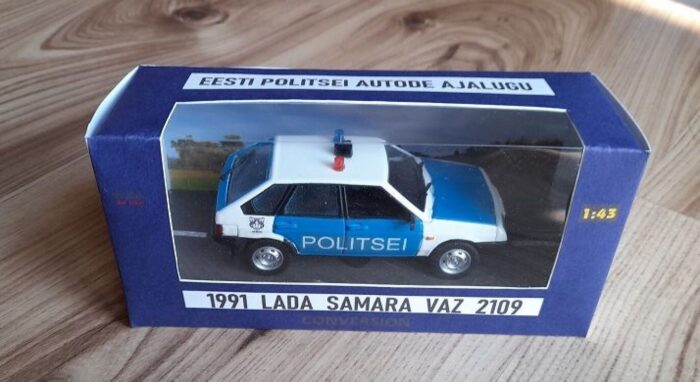 EESTI POLITSEI AUTODE AJALUGU
1:43
POLITSEI
1991 LADA SAMARA VAZ 2109
CONVERSION